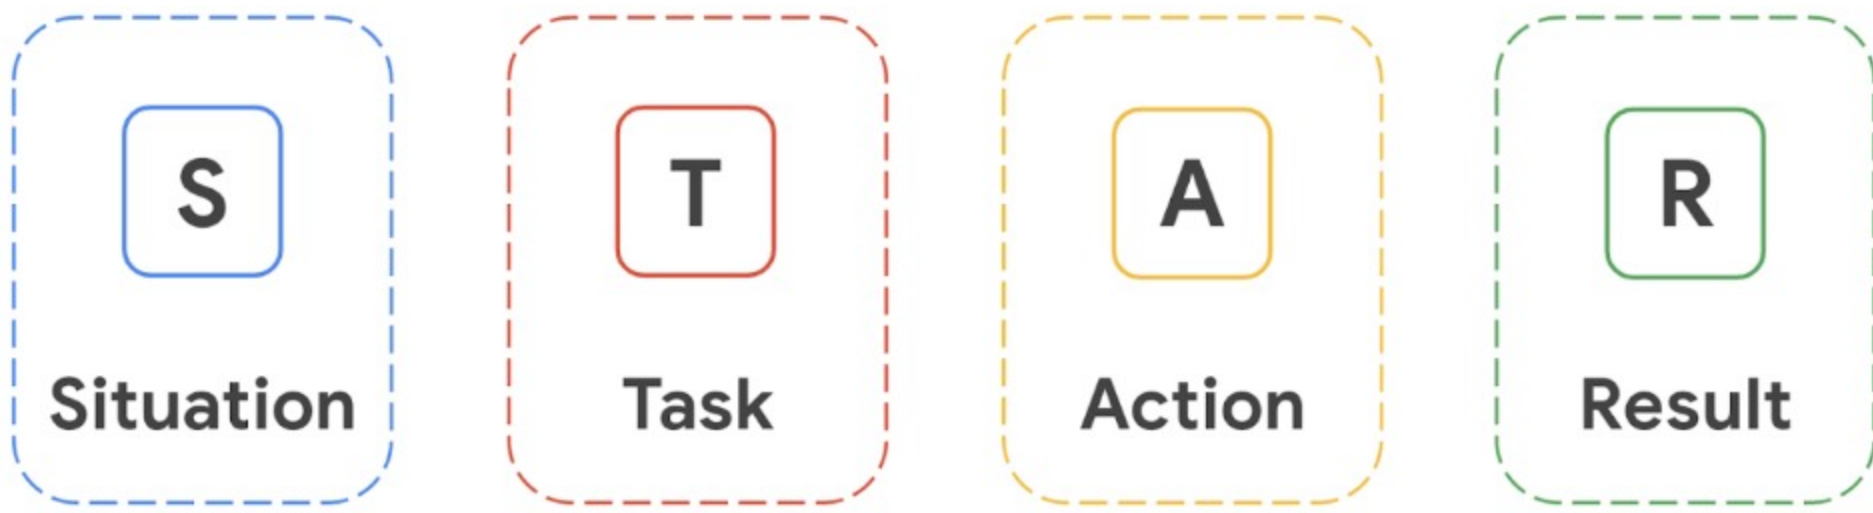 S
Situation
T
Task
A
Action
R
Result